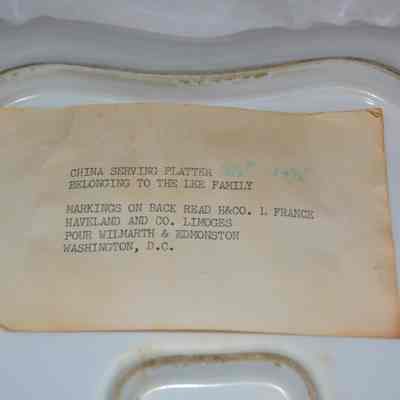 CHINA SERVING PLATTER
BELONGING TO THE LEE FAMILY
MARKINGS ON BACK READ H&CO. L FRANCE
HAVELAND AND CO. LIMOGES
POUR WILMARTH & EDMONSTON
WASHINGTON, D.C.